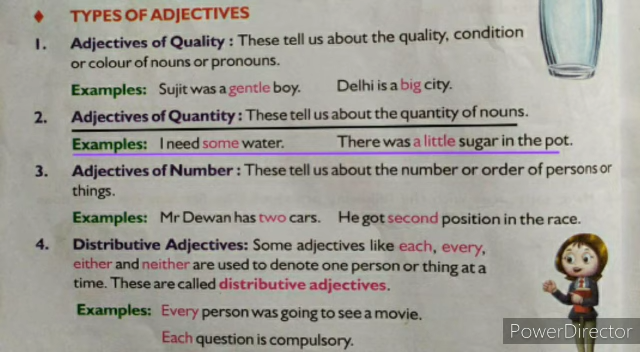 ♦ TYPES OF ADJECTIVES
1. Adjectives of Quality : These tell us about the quality, condition
or colour of nouns or pronouns.
Examples: Sujit was a gentle boy. Delhi is a big city.
2. Adjectives of Quantity : These tell us about the quantity of nouns.
Examples: I need some water. There was a little sugar in the pot.
3. Adjectives of Number : These tell us about the number or order of persons or
things.
Examples: Mr Dewan has two cars. He got second position in the race.
4. Distributive Adjectives: Some adjectives like each, every,
either and neither are used to denote one person or thing at a
time. These are called distributive adjectives.
Examples: Every person was going to see a movie.
Each question is compulsory.
PowerDirector